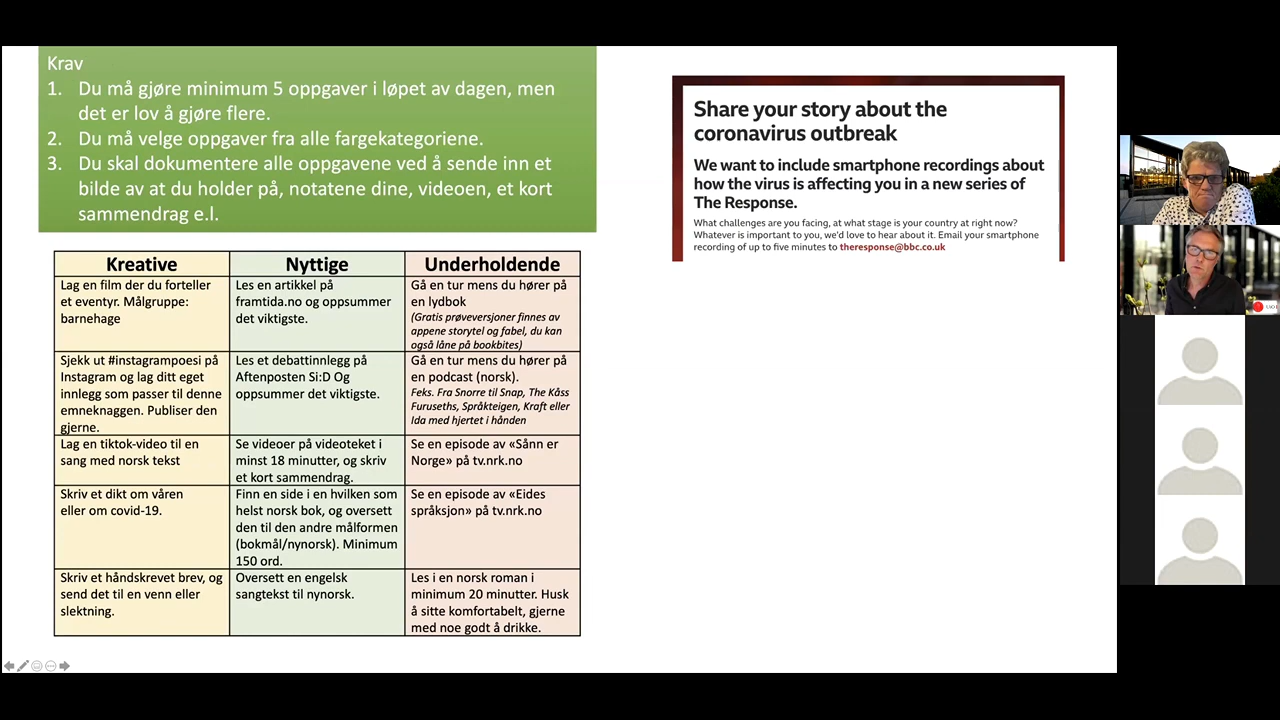 Krav
1. Du må gjøre minimum 5 oppgaver i løpet av dagen, men
det er lov å gjøre flere.
2. Du må velge oppgaver fra alle fargekategoriene.
3. Du skal dokumentere alle oppgavene ved å sende inn et
bilde av at du holder på, notatene dine, videoen, et kort
sammendrag e.l.
Kreative
Nyttige
Underholdende
Lag en film der du forteller
et eventyr. Målgruppe:
barnehage
Les en artikkel på
framtida.no og oppsummer
det viktigste.
Gå en tur mens du hører på
en lydbok
(Gratis prøveversjoner finnes av
appene storytel og fabel, du kan
også låne på bookbites)
Sjekk ut #instagrampoesi på
Instagram og lag ditt eget
innlegg som passer til denne
emneknaggen. Publiser den
gjerne.
Les et debattinnlegg på
Aftenposten Si:D Og
oppsummer det viktigste.
Gå en tur mens du hører på
en podcast (norsk).
Feks. Fra Snorre til Snap, The Kåss
Furuseths, Språkteigen, Kraft eller
Ida med hjertet i hånden
Lag en tiktok-video til en
sang med norsk tekst
Se videoer på videoteket i
minst 18 minutter, og skriv
et kort sammendrag.
Se en episode av «Sånn er
Norge» på tv.nrk.no
Skriv et dikt om våren
eller om covid-19.
Finn en side i en hvilken som
helst norsk bok, og oversett
den til den andre målformen
(bokmål/nynorsk). Minimum
150 ord.
Se en episode av «Eides
språksjon» på tv.nrk.no
Skriv et håndskrevet brev, og
send det til en venn eller
slektning.
Oversett en engelsk
sangtekst til nynorsk.
Les i en norsk roman i
minimum 20 minutter. Husk
å sitte komfortabelt, gjerne
med noe godt å drikke.
Share your story about the
coronavirus outbreak
We want to include smartphone recordings about
how the virus is affecting you in a new series of
The Response.
What challenges are you facing, at what stage is your country at right now?
Whatever is important to you, we'd love to hear about it. Email your smartphone
recording of up to five minutes to theresponse@bbc.co.uk